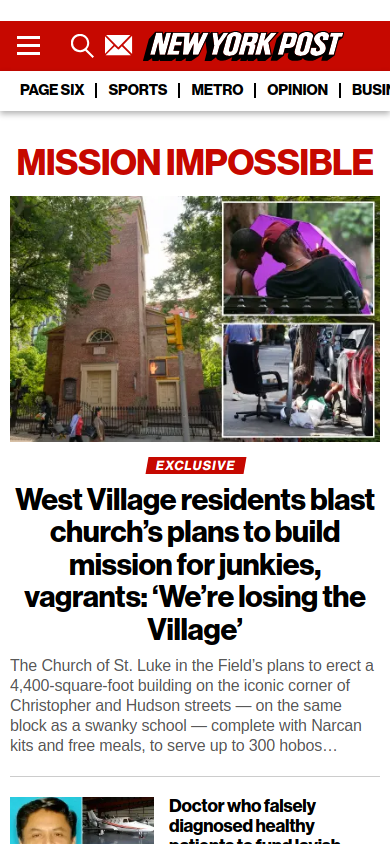 NEW YORK POST
PAGE SIX
SPORTS
METRO
OPINION
BUSIN
MISSION IMPOSSIBLE
EXCLUSIVE
West Village residents blast
church’s plans to build
mission for junkies,
vagrants: ‘We’re losing the
Village’
The Church of St. Luke in the Field’s plans to erect a
4,400-square-foot building on the iconic corner of
Christopher and Hudson streets — on the same
block as a swanky school — complete with Narcan
kits and free meals, to serve up to 300 hobos…
Doctor who falsely
diagnosed healthy
patients to fund lavish